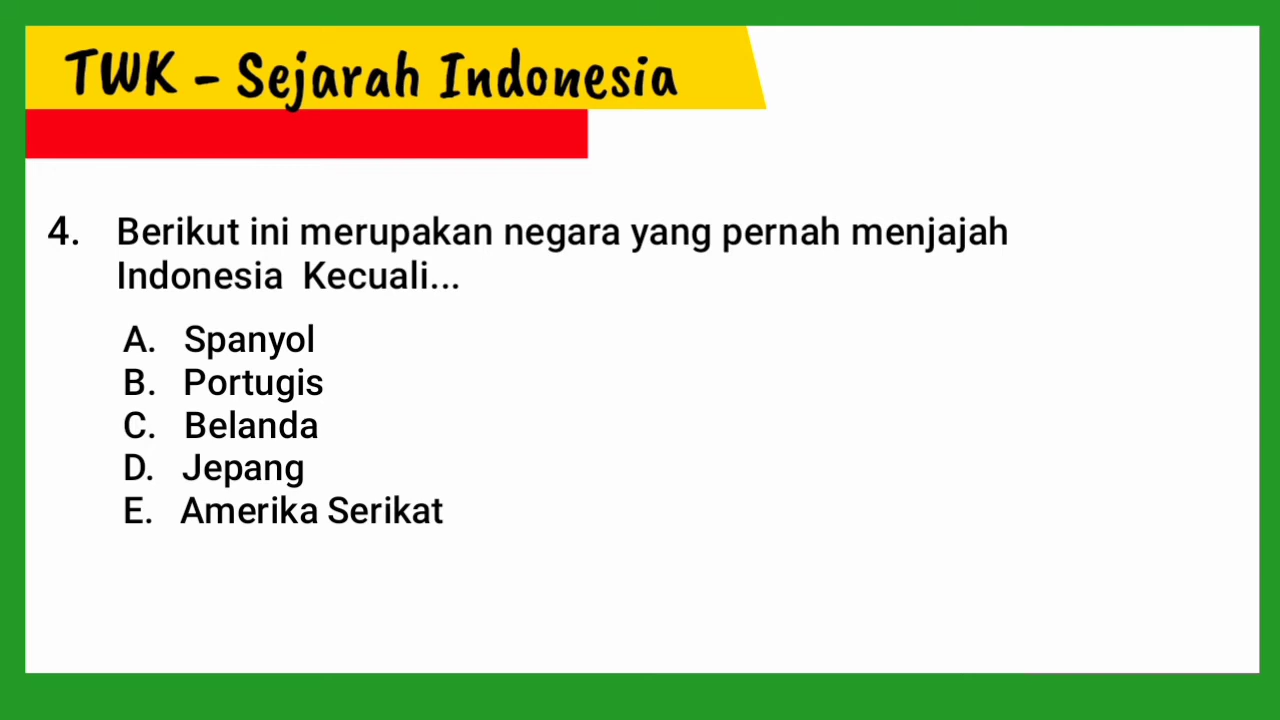 TWK - Sejarah Indonesia
4. Berikut ini merupakan negara yang pernah menjajah
Indonesia Kecuali...
A. Spanyol
B. Portugis
C. Belanda
D. Jepang
E. Amerika Serikat